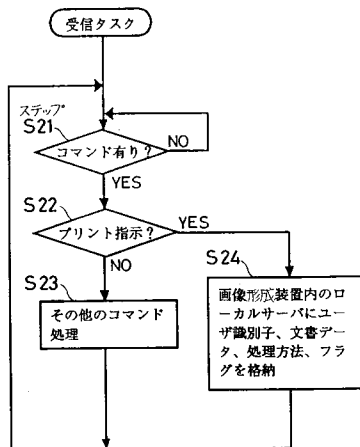 受信タスク
ステップ
S21
コマンド有り?
NO
YES
S22
プリント指示?
YES
NO
S23
その他のコマンド
処理
S24
画像形成装置内のロ
ーカルサーバにユー
ザ識別子、文書デー
タ、処理方法、フラ
グを格納